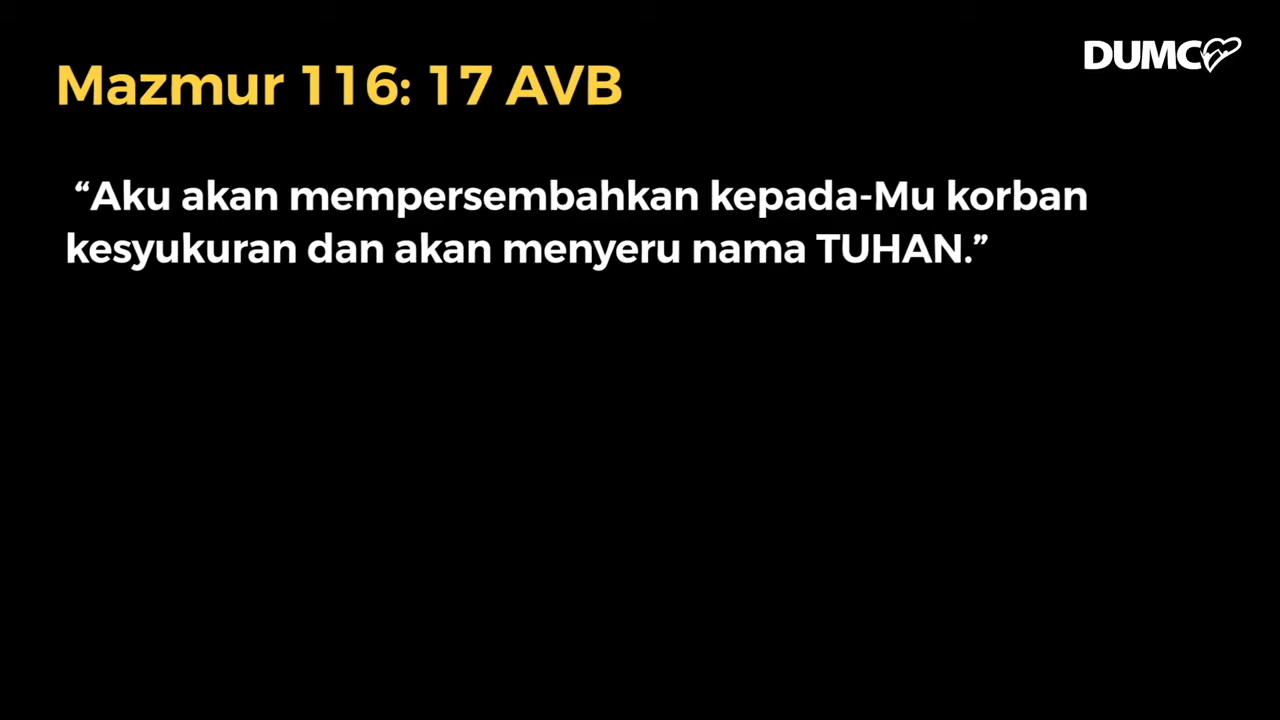 DUMC
Mazmur 116: 17 AVB
“Aku akan mempersembahkan kepada-Mu korban
kesyukuran dan akan menyeru nama TUHAN.”